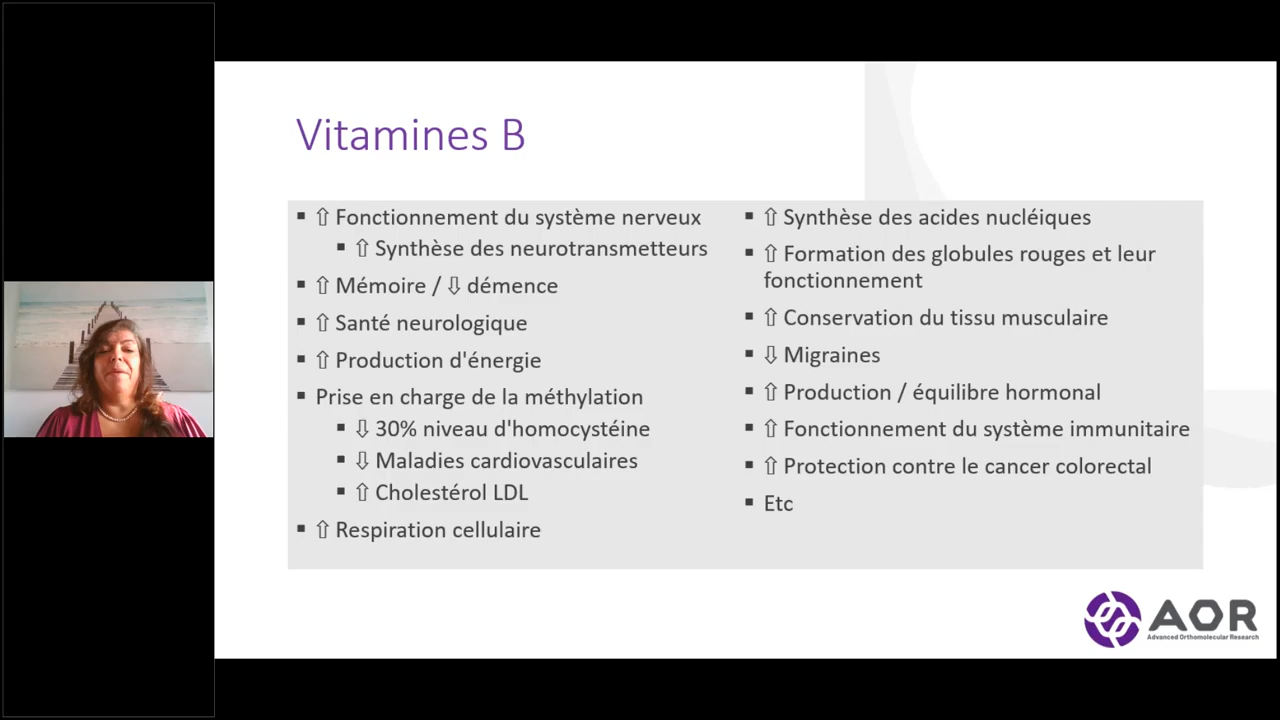 Vitamines B
▪ ⇧ Fonctionnement du système nerveux
▪ ⇧ Synthèse des neurotransmetteurs
▪ ⇧ Mémoire / ⇩ démence
▪ ⇧ Santé neurologique
▪ ⇧ Production d'énergie
▪ Prise en charge de la méthylation
▪ ⇩ 30% niveau d'homocystéine
▪ ⇩ Maladies cardiovasculaires
▪ ⇧ Cholestérol LDL
▪ ⇧ Respiration cellulaire
▪ ⇧ Synthèse des acides nucléiques
▪ ⇧ Formation des globules rouges et leur
fonctionnement
▪ ⇧ Conservation du tissu musculaire
▪ ⇩ Migraines
▪ ⇧ Production / équilibre hormonal
▪ ⇧ Fonctionnement du système immunitaire
▪ ⇧ Protection contre le cancer colorectal
▪ Etc
AOR
Advanced Orthomolecular Research